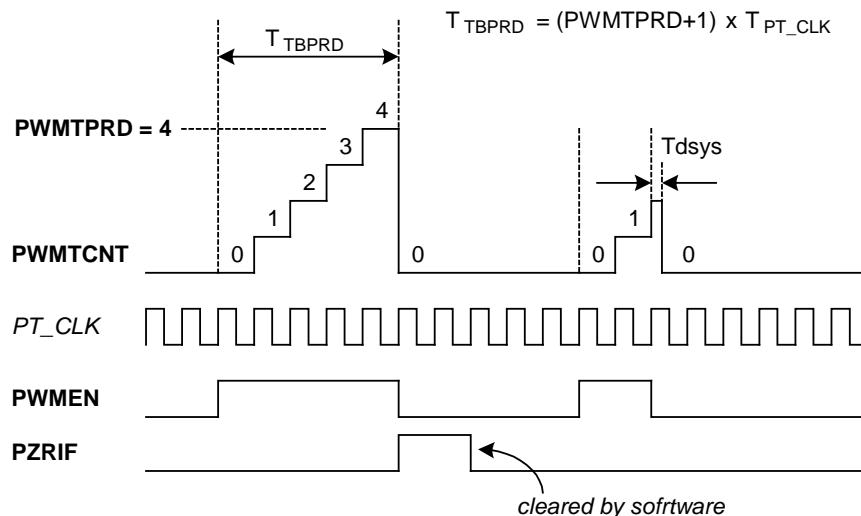 T TBPRD
T TBPRD = (PWMTPRD+1) x T PT_CLK
PWMTPRD = 4
4
3
2
1
0
0
Tdsys
1
0
0
PWMTCNT
PT_CLK
PWMEN
PZRIF
cleared by sofrtware